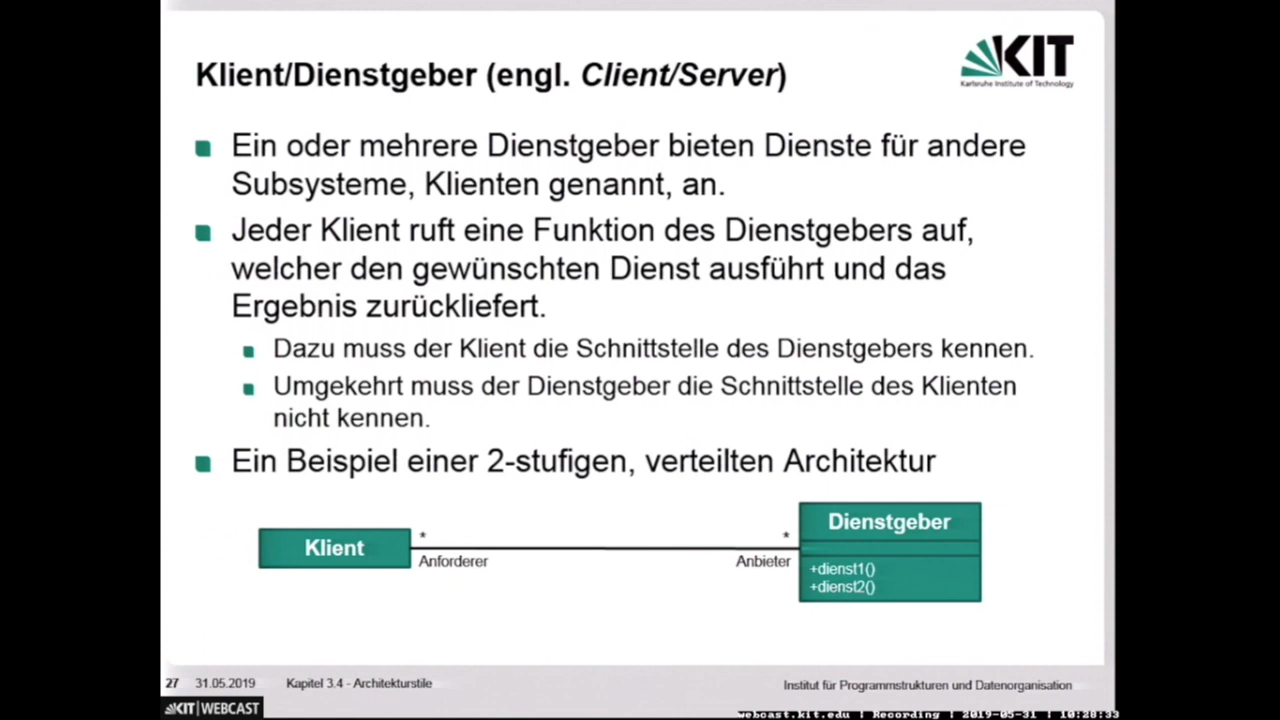 Klient/Dienstgeber (engl. Client/Server)
KIT
Karlsruhe Institute of Technology
Ein oder mehrere Dienstgeber bieten Dienste für andere
Subsysteme, Klienten genannt, an.
Jeder Klient ruft eine Funktion des Dienstgebers auf,
welcher den gewünschten Dienst ausführt und das
Ergebnis zurückliefert.
Dazu muss der Klient die Schnittstelle des Dienstgebers kennen.
Umgekehrt muss der Dienstgeber die Schnittstelle des Klienten
nicht kennen.
Ein Beispiel einer 2-stufigen, verteilten Architektur
Klient
*
Anforderer
*
Anbieter
Dienstgeber
+dienst1()
+dienst2()
27 31.05.2019 Kapitel 3.4 - Architekturstile
Institut für Programmstrukturen und Datenorganisation
KIT | WEBCAST
webcast.kit.edu | Recording | 2019-05-31 | 10:28:33